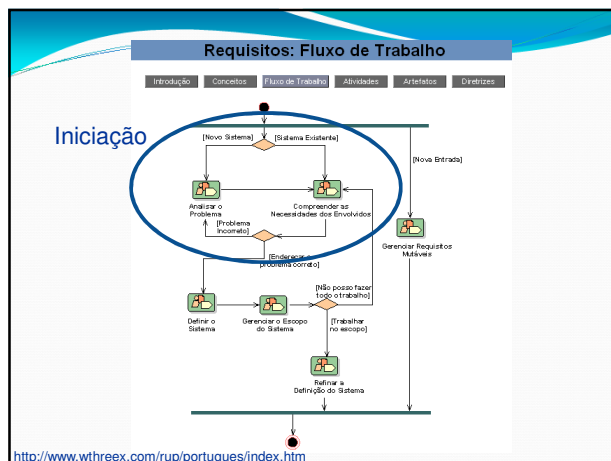 Requisitos: Fluxo de Trabalho
Introdução Conceitos Fluxo de Trabalho Atividades Artefatos Diretrizes
Iniciação
[Novo Sistema]
[Sistema Existente]
[Nova Entrada]
Analisar o
Problema
Compreender as
Necessidades dos Envolvidos
[Problema
Incorreto]
Gerenciar Requisitos
Mutáveis
[Endereçar o
problema correto]
[Não posso fazer
todo o trabalho]
Definir o
Sistema
Gerenciar o Escopo
do Sistema
[Trabalhar
no escopo]
Refinar a
Definição do Sistema
http://www.wthreex.com/rup/portugues/index.htm